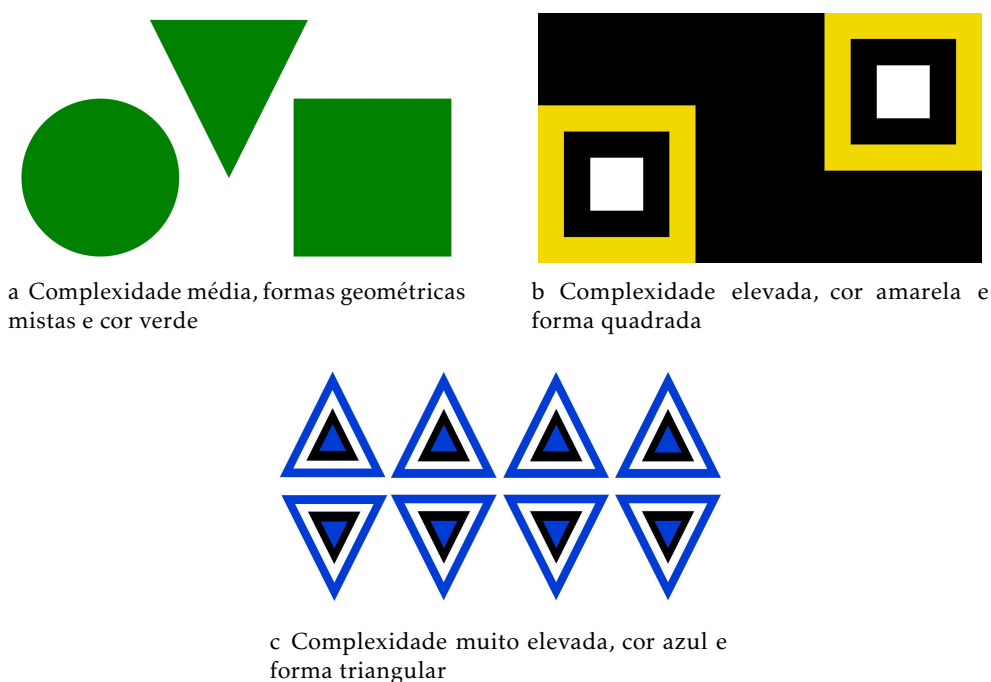 a Complexidade média, formas geométricas
mistas e cor verde
b Complexidade elevada, cor amarela e
forma quadrada
c Complexidade muito elevada, cor azul e
forma triangular